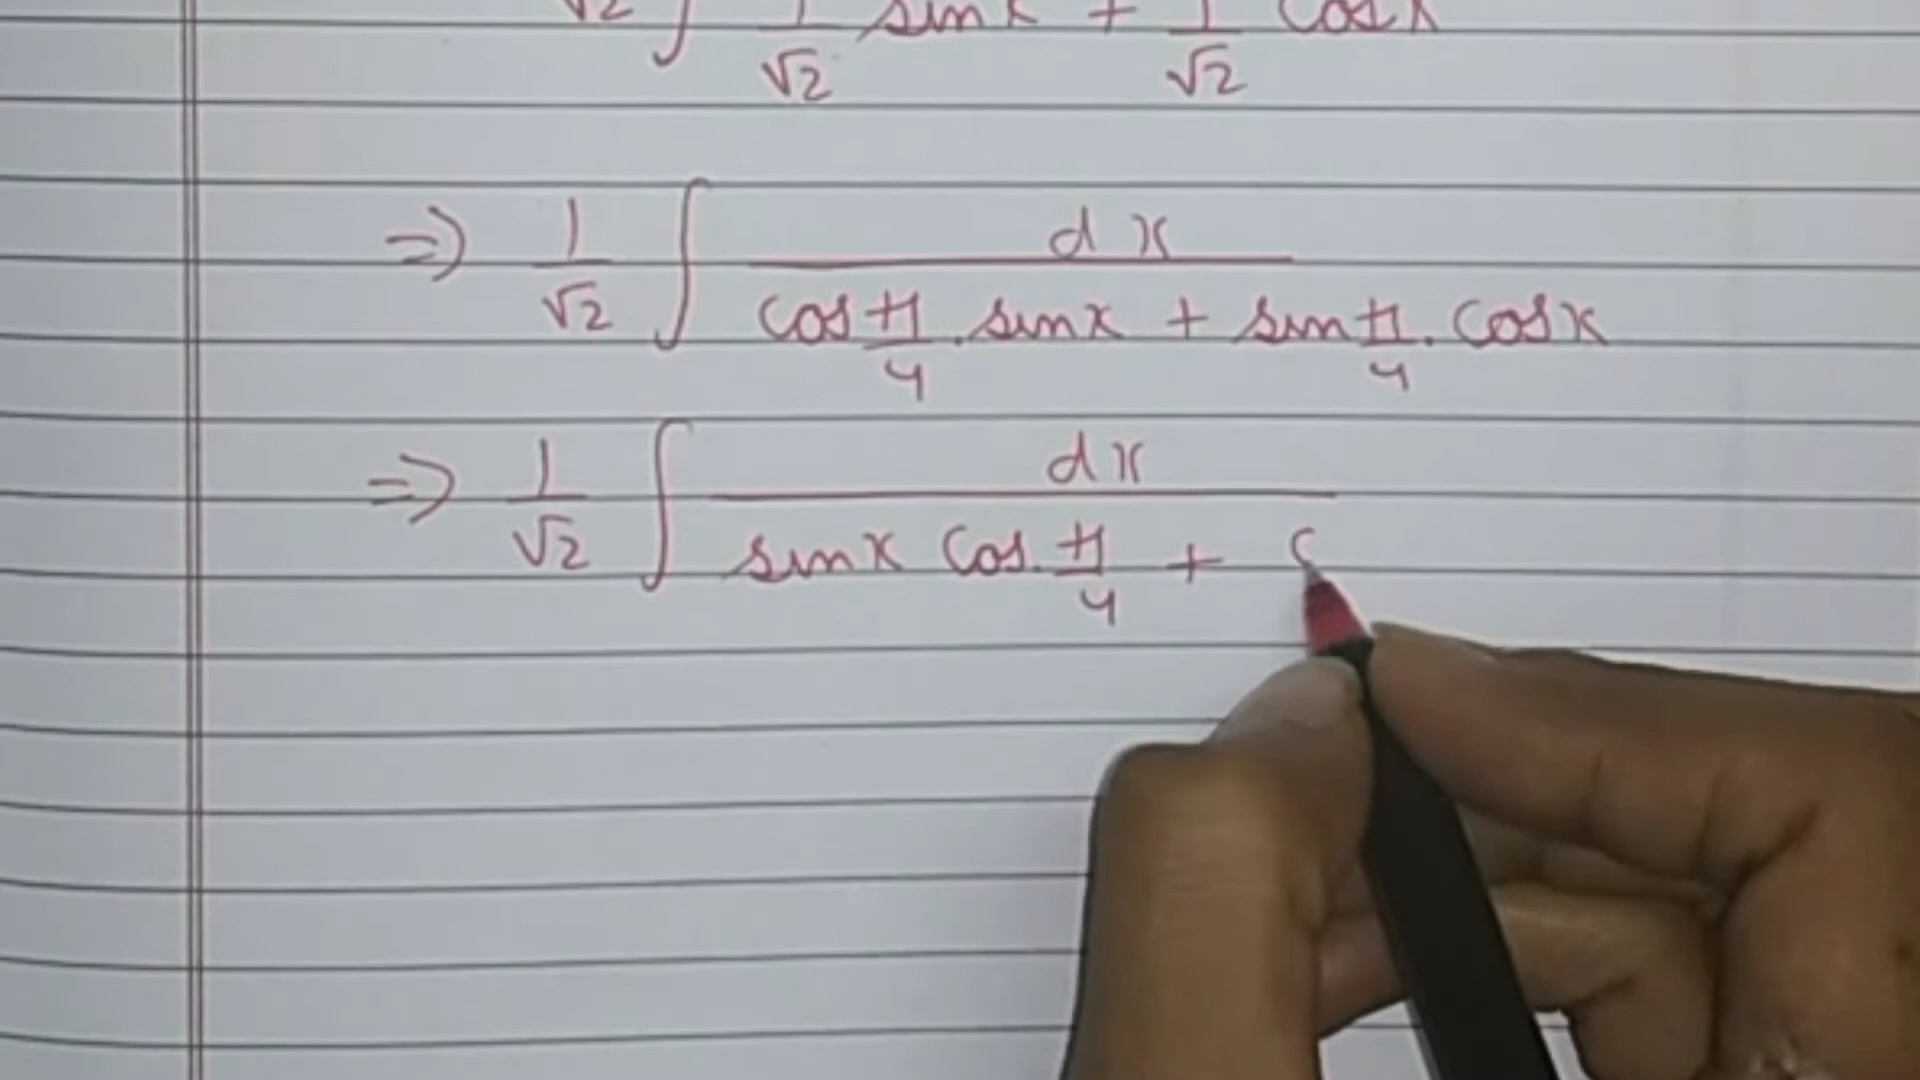 √2 ∫ 1/√2 sinx + 1/√2 cosx
⇒ 1/√2 ∫ dx / cos π/4 . sinx + sin π/4 . cosx
⇒ 1/√2 ∫ dx / sinx cos. π/4 + c